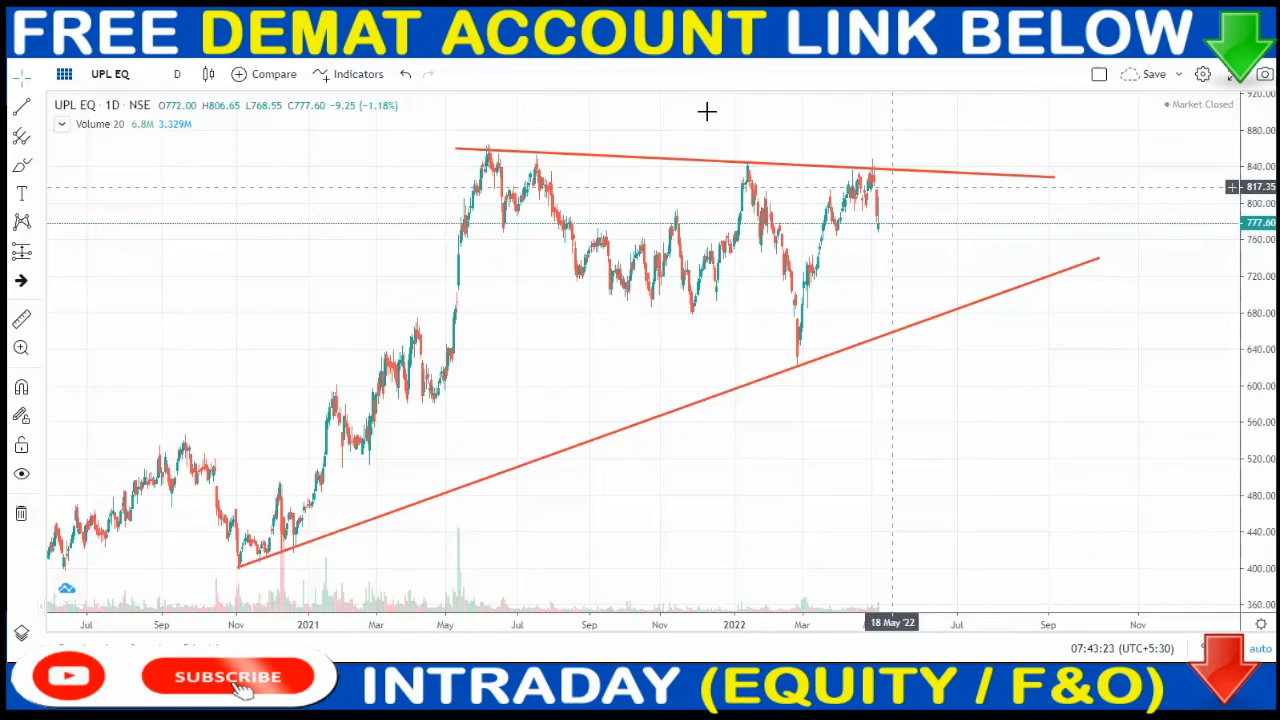 FREE DEMAT ACCOUNT LINK BELOW
UPL EQ D Compare Indicators Save
UPL EQ · 1D · NSE O772.00 H806.65 L768.55 C777.60 −9.25 (−1.18%)
Market Closed
Volume 20 6.8M 3.329M
920.00
880.00
840.00
817.35
800.00
777.60
760.00
720.00
680.00
640.00
600.00
560.00
520.00
480.00
440.00
400.00
360.00
Jul Sep Nov 2021 Mar May Jul Sep Nov 2022 Mar 18 May '22 Jul Sep Nov
07:43:23 (UTC+5:30) auto
SUBSCRIBE
INTRADAY (EQUITY / F&O)